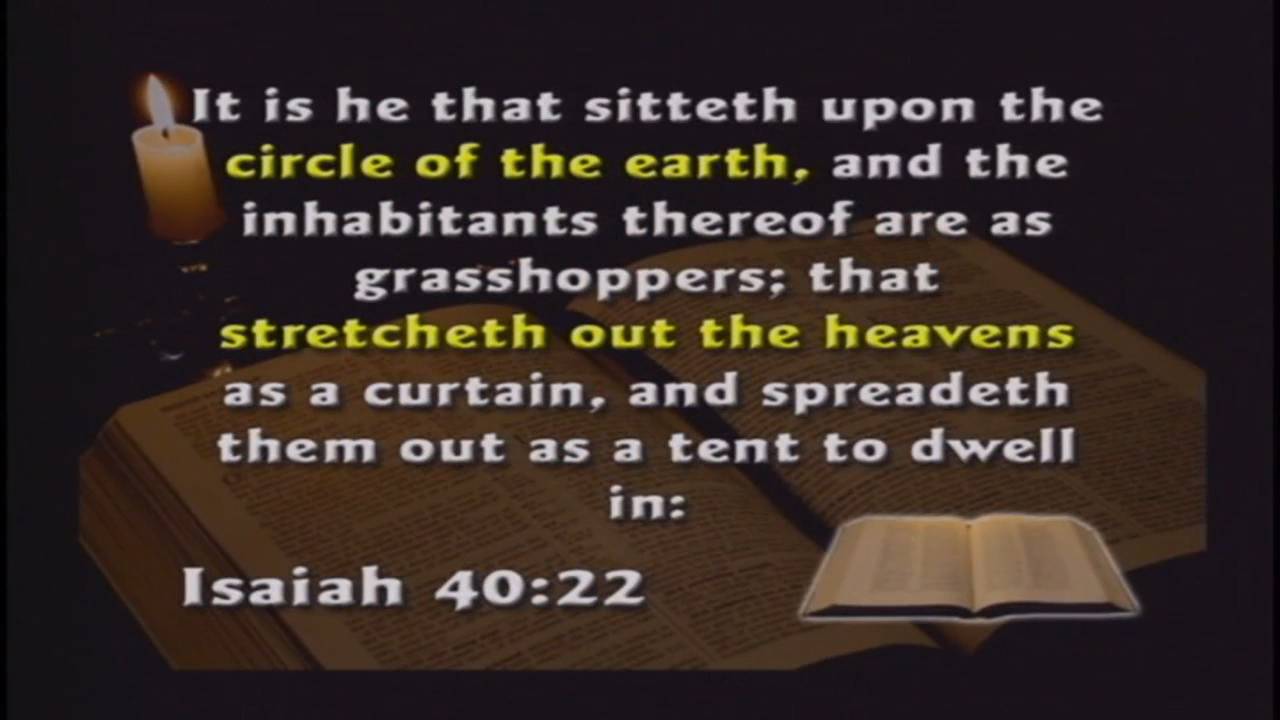 It is he that sitteth upon the
circle of the earth, and the
inhabitants thereof are as
grasshoppers; that
stretcheth out the heavens
as a curtain, and spreadeth
them out as a tent to dwell
in:
Isaiah 40:22